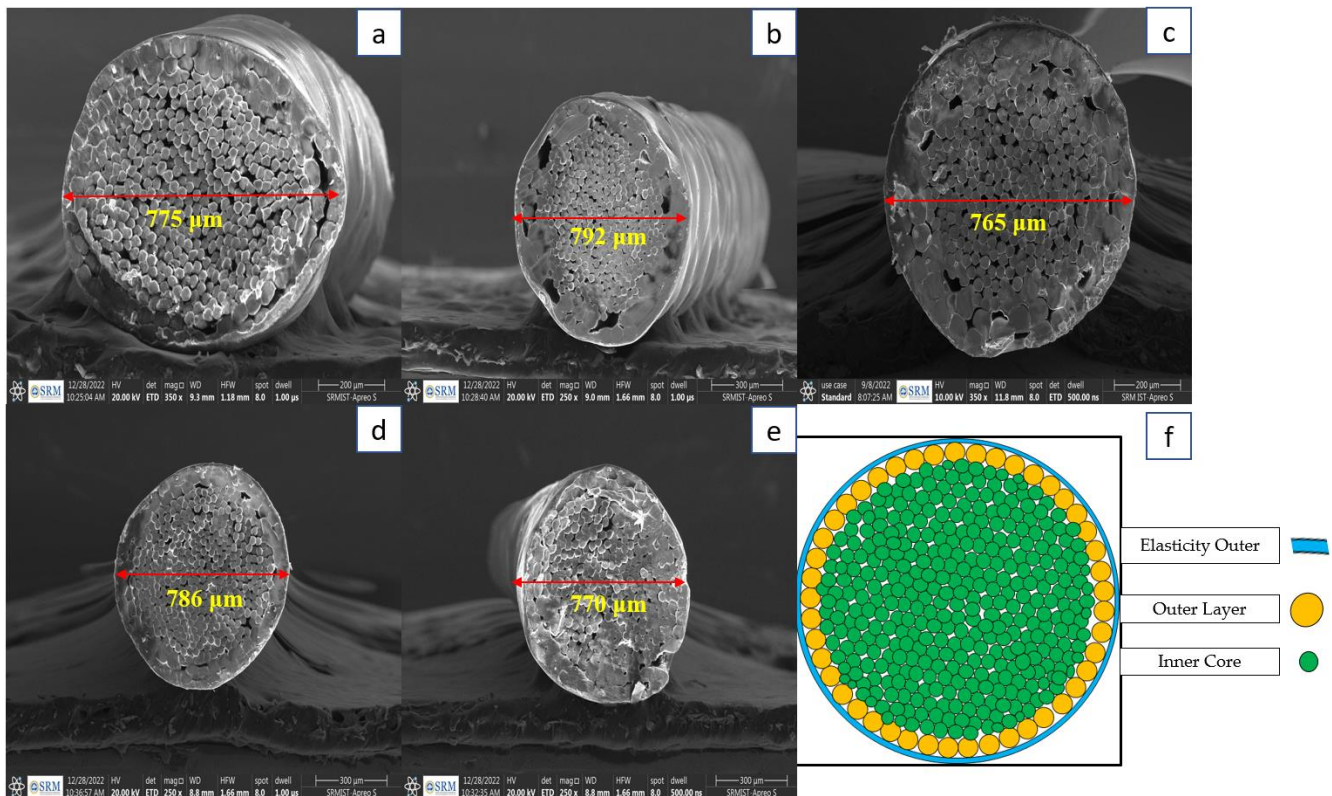 a
775 μm
SRM
12/28/2022 HV det mag□ WD HFW spot dwell
10:25:04 AM 20.00 kV ETD 350 x 9.3 mm 1.18 mm 8.0 1.00 μs
200 μm
SRMIST-Apreo S
b
792 μm
SRM
12/28/2022 HV det mag□ WD HFW spot dwell
10:28:40 AM 20.00 kV ETD 250 x 9.0 mm 1.66 mm 8.0 1.00 μs
300 μm
SRMIST-Apreo S
c
765 μm
SRM
use case 9/8/2022 HV det mag□ WD spot dwell
Standard 8:07:25 AM 10.00 kV ETD 350 x 11.8 mm 8.0 500.00 ns
200 μm
SRM IST-Apreo S
d
786 μm
SRM
12/28/2022 HV det mag□ WD HFW spot dwell
10:36:57 AM 20.00 kV ETD 250 x 8.8 mm 1.66 mm 8.0 1.00 μs
300 μm
SRMIST-Apreo S
e
770 μm
SRM
12/28/2022 HV det mag□ WD HFW spot dwell
10:32:35 AM 20.00 kV ETD 250 x 8.8 mm 1.66 mm 8.0 500.00 ns
300 μm
SRMIST-Apreo S
f
Elasticity Outer
Outer Layer
Inner Core